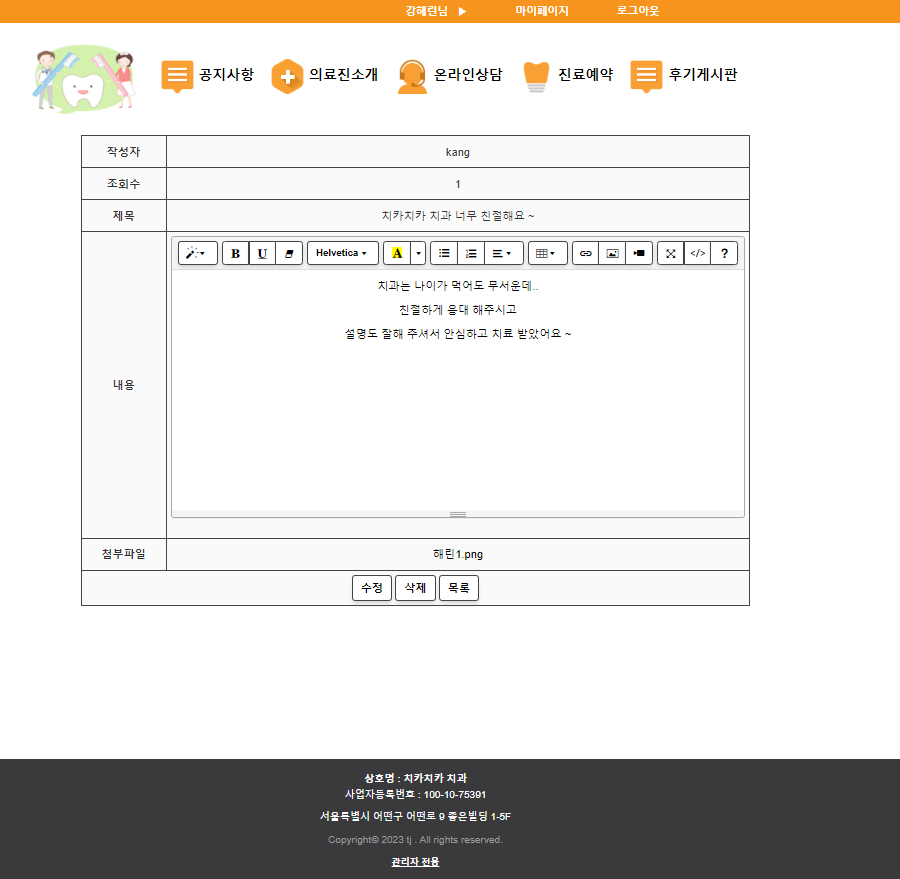 강혜린님 ▶ 마이페이지 로그아웃
공지사항 의료진소개 온라인상담 진료예약 후기게시판
작성자 kang
조회수 1
제목 치카치카 치과 너무 친절해요 ~
B U Helvetica A </> ?
치과는 나이가 먹어도 무서운데..
친절하게 응대 해주시고
설명도 잘해 주셔서 안심하고 치료 받았어요 ~
내용
첨부파일 해린1.png
수정 삭제 목록
상호명 : 치카치카 치과
사업자등록번호 : 100-10-75391
서울특별시 어떤구 어떤로 9 좋은빌딩 1-5F
Copyright© 2023 tj . All rights reserved.
관리자 전용